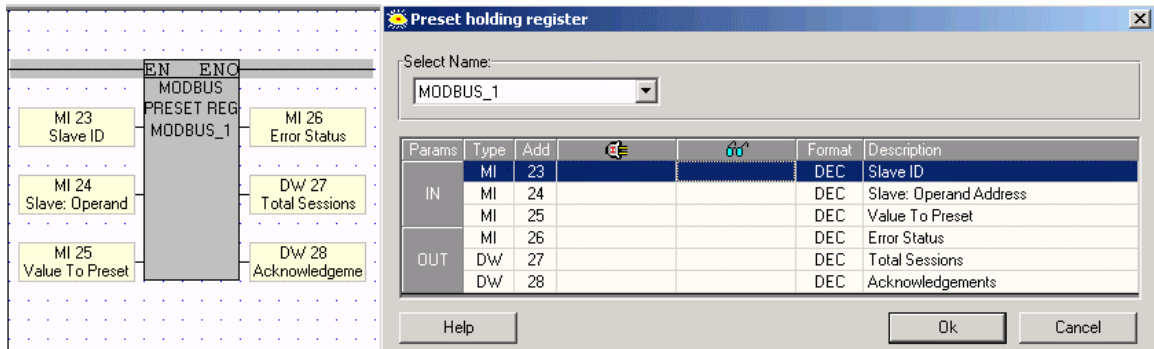 EN ENO
MODBUS
PRESET REG
MODBUS_1
MI 23
Slave ID
MI 24
Slave: Operand
MI 25
Value To Preset
MI 26
Error Status
DW 27
Total Sessions
DW 28
Acknowledgeme
Preset holding register
Select Name:
MODBUS_1
Params Type Add Format Description
IN MI 23 DEC Slave ID
MI 24 DEC Slave: Operand Address
MI 25 DEC Value To Preset
OUT MI 26 DEC Error Status
DW 27 DEC Total Sessions
DW 28 DEC Acknowledgements
Help Ok Cancel